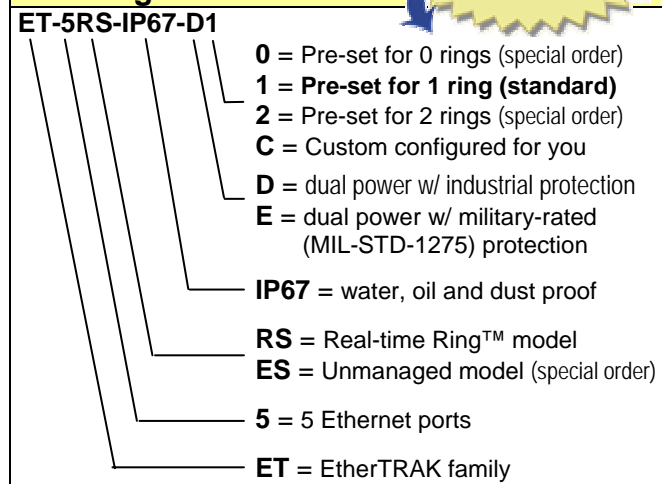 ET-5RS-IP67-D1
0 = Pre-set for 0 rings (special order)
1 = Pre-set for 1 ring (standard)
2 = Pre-set for 2 rings (special order)
C = Custom configured for you
D = dual power w/ industrial protection
E = dual power w/ military-rated
(MIL-STD-1275) protection
IP67 = water, oil and dust proof
RS = Real-time Ring™ model
ES = Unmanaged model (special order)
5 = 5 Ethernet ports
ET = EtherTRAK family